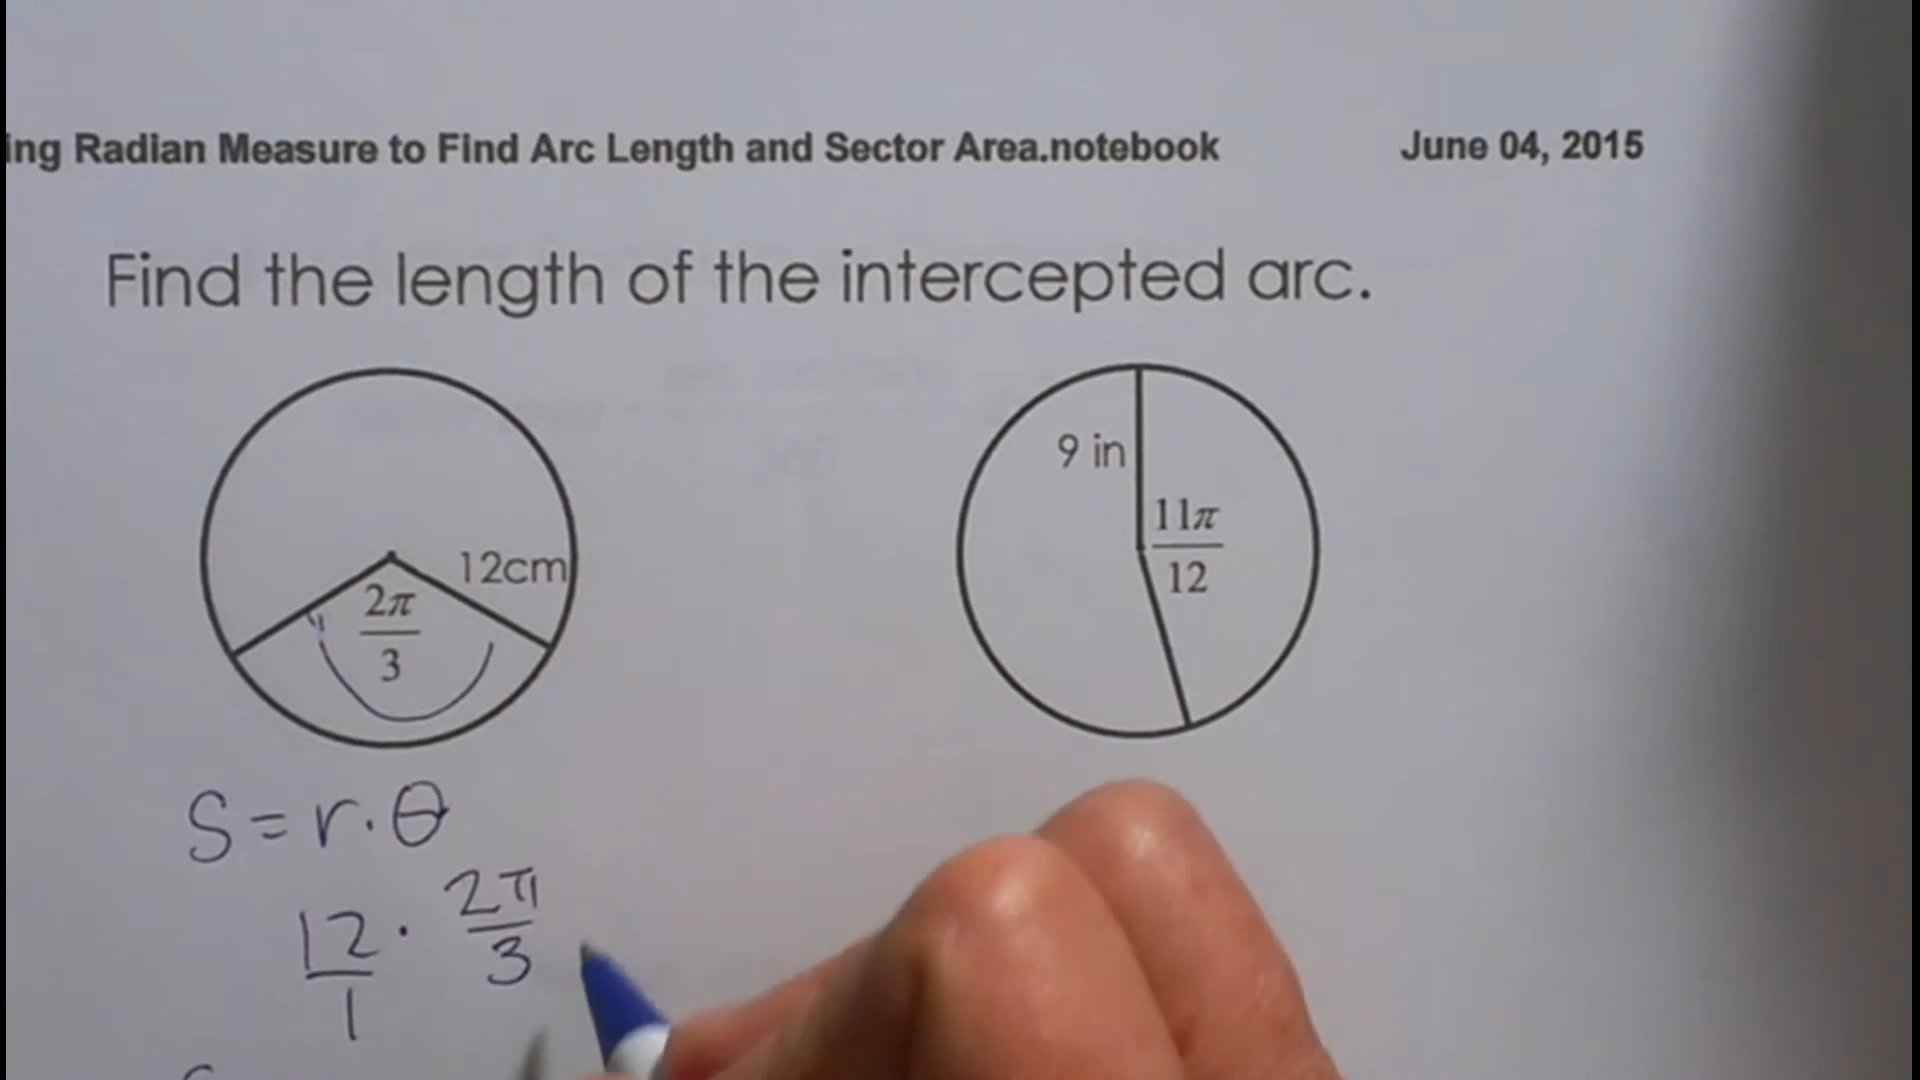 ing Radian Measure to Find Arc Length and Sector Area.notebook June 04, 2015
Find the length of the intercepted arc.
12cm
2π
3
9 in
11π
12
S = r · θ
12/1 · 2π/3